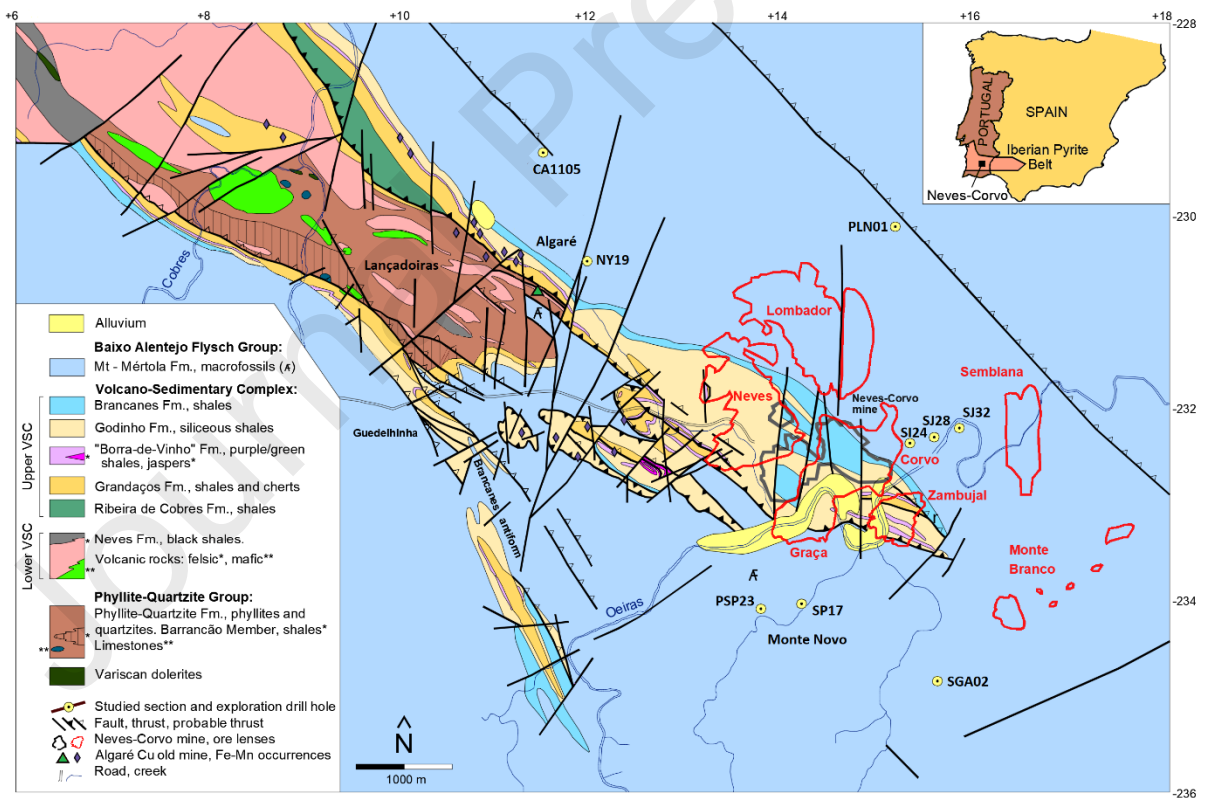 +6
+8
+10
+12
+14
+16
+18
-228
-230
-232
-234
-236
Journal Pre
PORTUGAL
SPAIN
Iberian Pyrite
Belt
Neves-Corvo
CA1105
PLN01
Algaré
NY19
Lançadoiras
Cobres
Lombador
Neves
Neves-Corvo
mine
Semblana
SJ24
SJ28
SJ32
Corvo
Zambujal
Graça
Monte
Branco
Guedelhinha
Brancanes
antiform
Oeiras
PSP23
SP17
Monte Novo
SGA02
N
1000 m
Alluvium
Baixo Alentejo Flysch Group:
Mt - Mértola Fm., macrofossils ( )
Volcano-Sedimentary Complex:
Upper VSC
Brancanes Fm., shales
Godinho Fm., siliceous shales
* "Borra-de-Vinho" Fm., purple/green
shales, jaspers*
Grandaços Fm., shales and cherts
Ribeira de Cobres Fm., shales
Lower VSC
* Neves Fm., black shales.
Volcanic rocks: felsic*, mafic**
**
Phyllite-Quartzite Group:
Phyllite-Quartzite Fm., phyllites and
* quartzites. Barrancão Member, shales*
** Limestones**
Variscan dolerites
Studied section and exploration drill hole
Fault, thrust, probable thrust
Neves-Corvo mine, ore lenses
Algaré Cu old mine, Fe-Mn occurrences
Road, creek